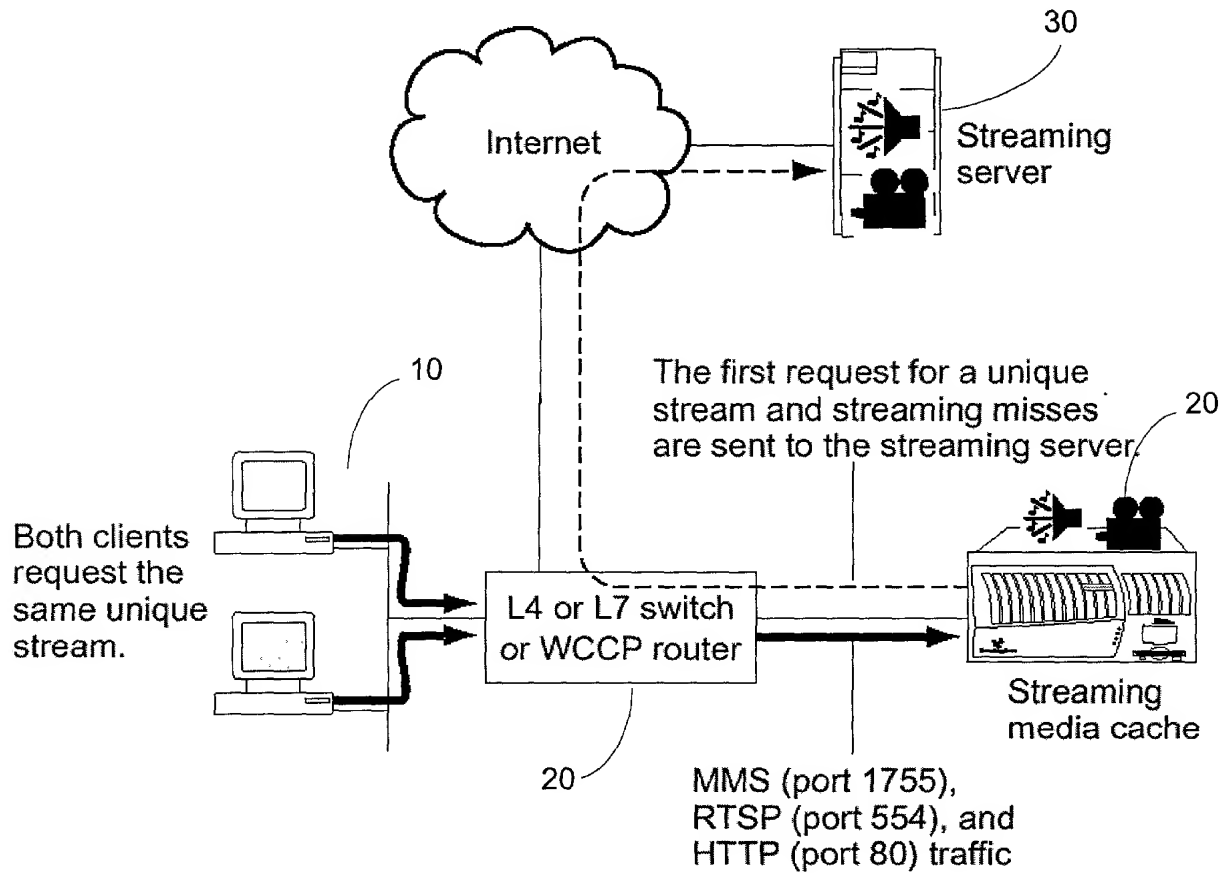 30
Internet
Streaming
server
10
The first request for a unique
stream and streaming misses
are sent to the streaming server.
20
Both clients
request the
same unique
stream.
L4 or L7 switch
or WCCP router
Streaming
media cache
20
MMS (port 1755),
RTSP (port 554), and
HTTP (port 80) traffic